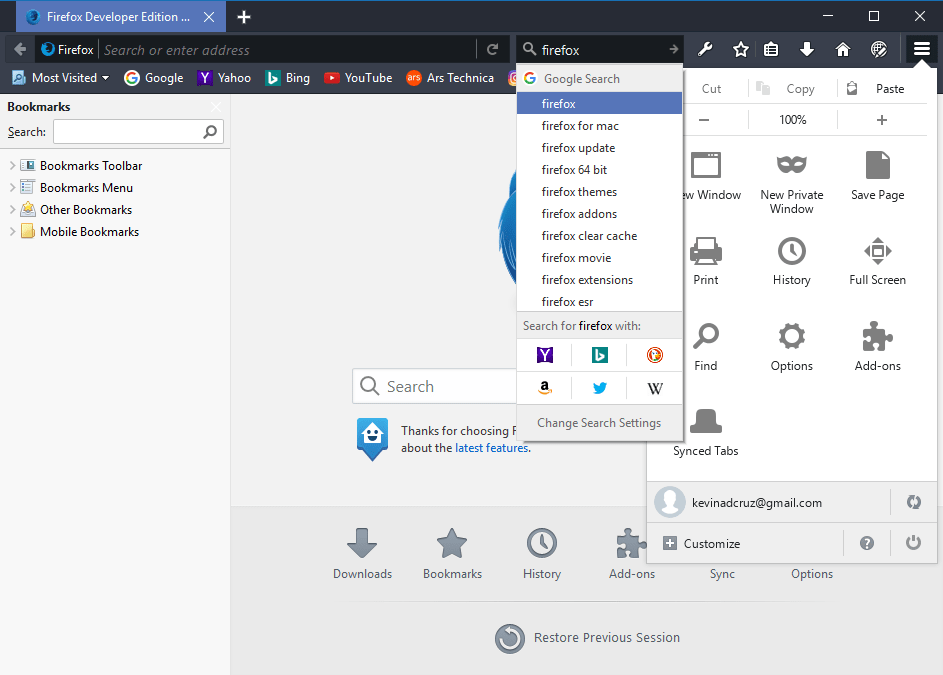 Firefox Developer Edition ...
Firefox Search or enter address
firefox
Most Visited Google Yahoo Bing YouTube Ars Technica
Bookmarks
Search:
Bookmarks Toolbar
Bookmarks Menu
Other Bookmarks
Mobile Bookmarks
Google Search
firefox
firefox for mac
firefox update
firefox 64 bit
firefox themes
firefox addons
firefox clear cache
firefox movie
firefox extensions
firefox esr
Search for firefox with:
Change Search Settings
Cut Copy Paste
100%
w Window New Private Window Save Page
Print History Full Screen
Find Options Add-ons
Synced Tabs
kevinadcruz@gmail.com
Customize
Search
Thanks for choosing F
about the latest features.
Downloads Bookmarks History Add-ons Sync Options
Restore Previous Session